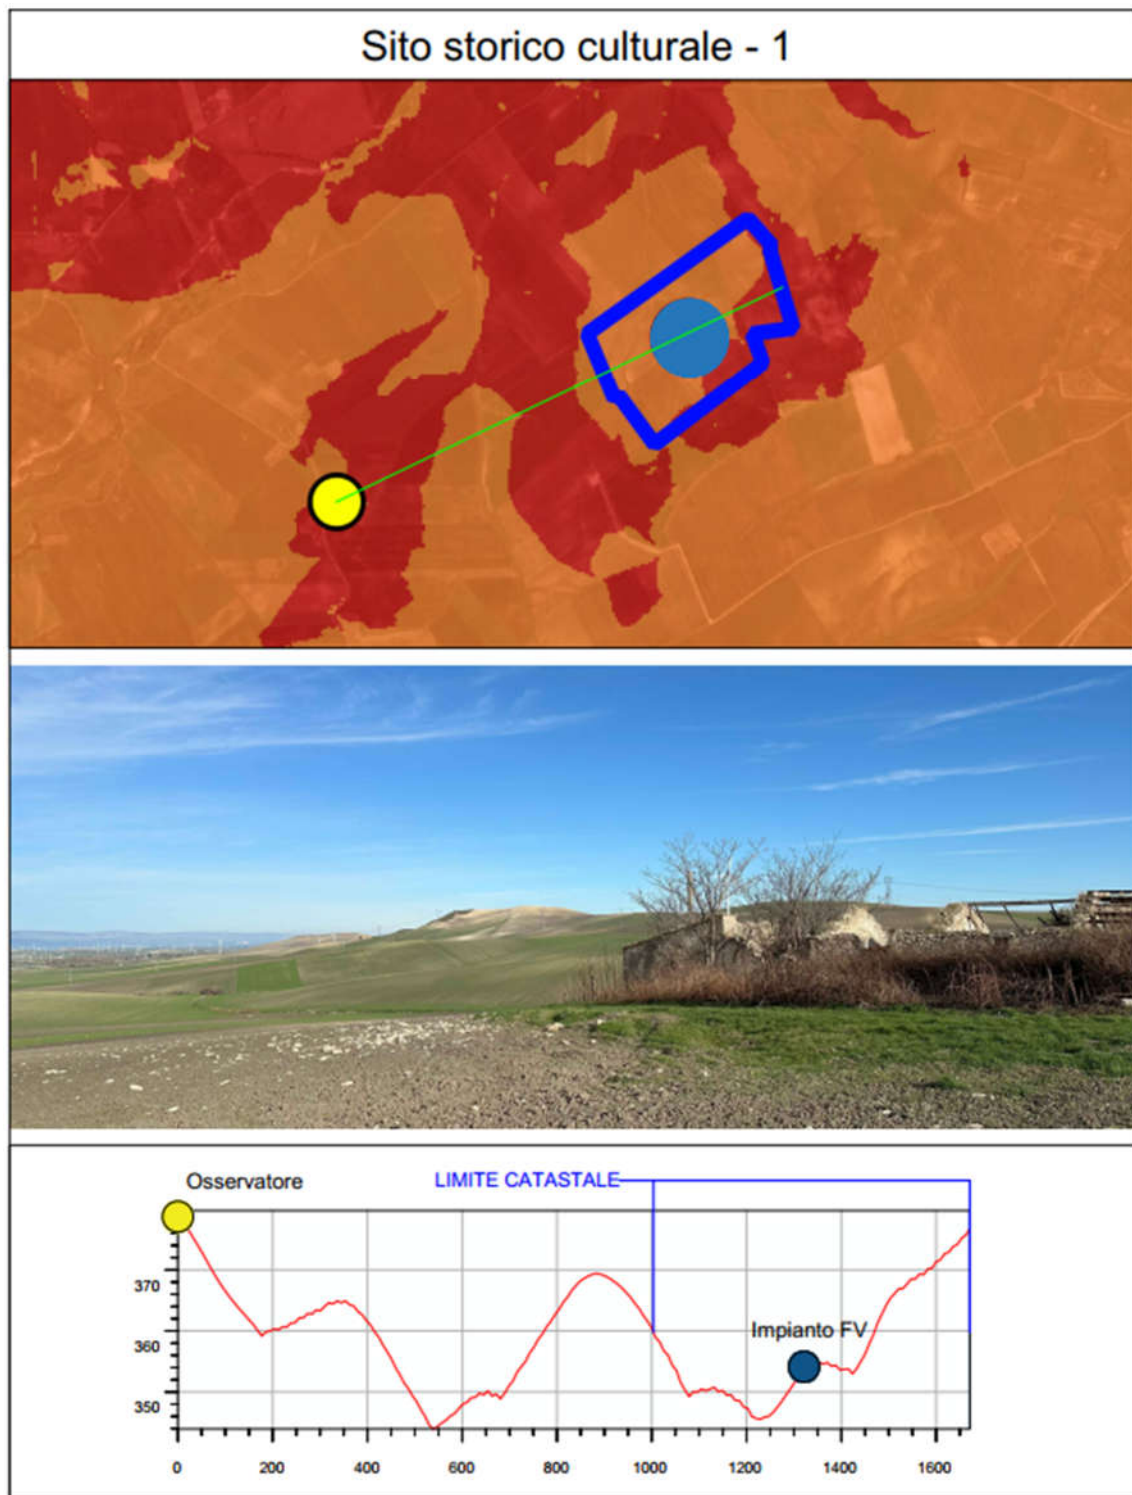 Sito storico culturale - 1
Osservatore
LIMITE CATASTALE
370
360
Impianto FV
350
0 200 400 600 800 1000 1200 1400 1600